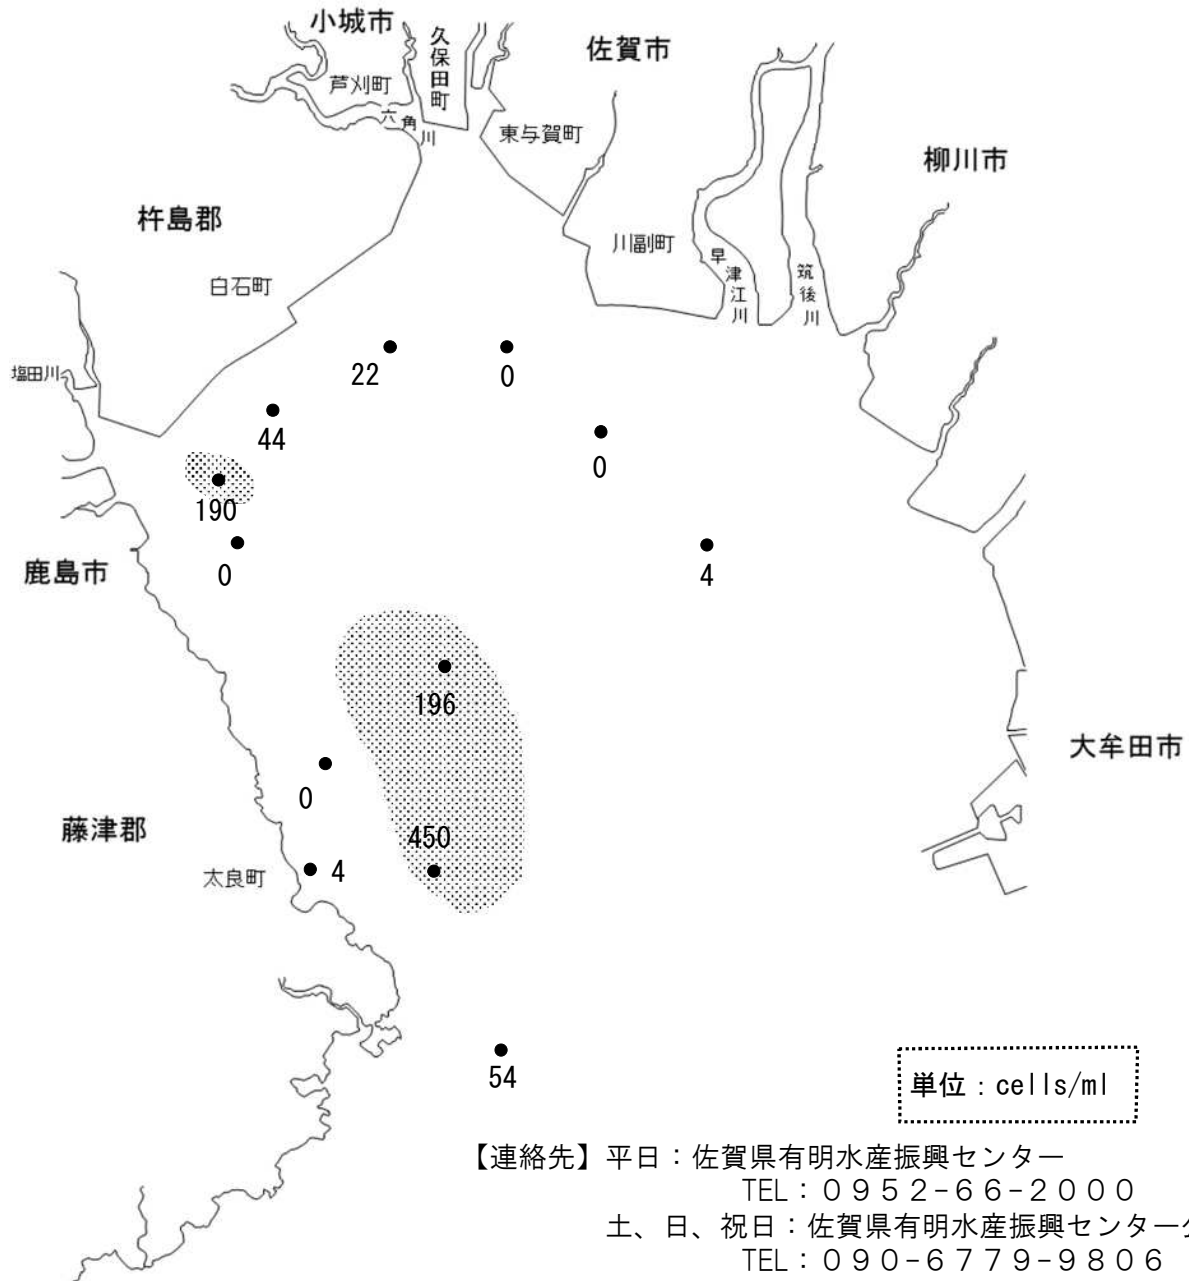 小城市
久保田町
佐賀市
芦刈町
六角川
東与賀町
柳川市
杵島郡
川副町
早津江川
筑後川
白石町
塩田川
22
0
44
0
190
0
4
鹿島市
196
大牟田市
0
藤津郡
450
太良町
4
54
単位：cells/ml
【連絡先】平日：佐賀県有明水産振興センター
TEL：０９５２-６６-２０００
土、日、祝日：佐賀県有明水産振興センター
TEL：０９０-６７７９-９８０６